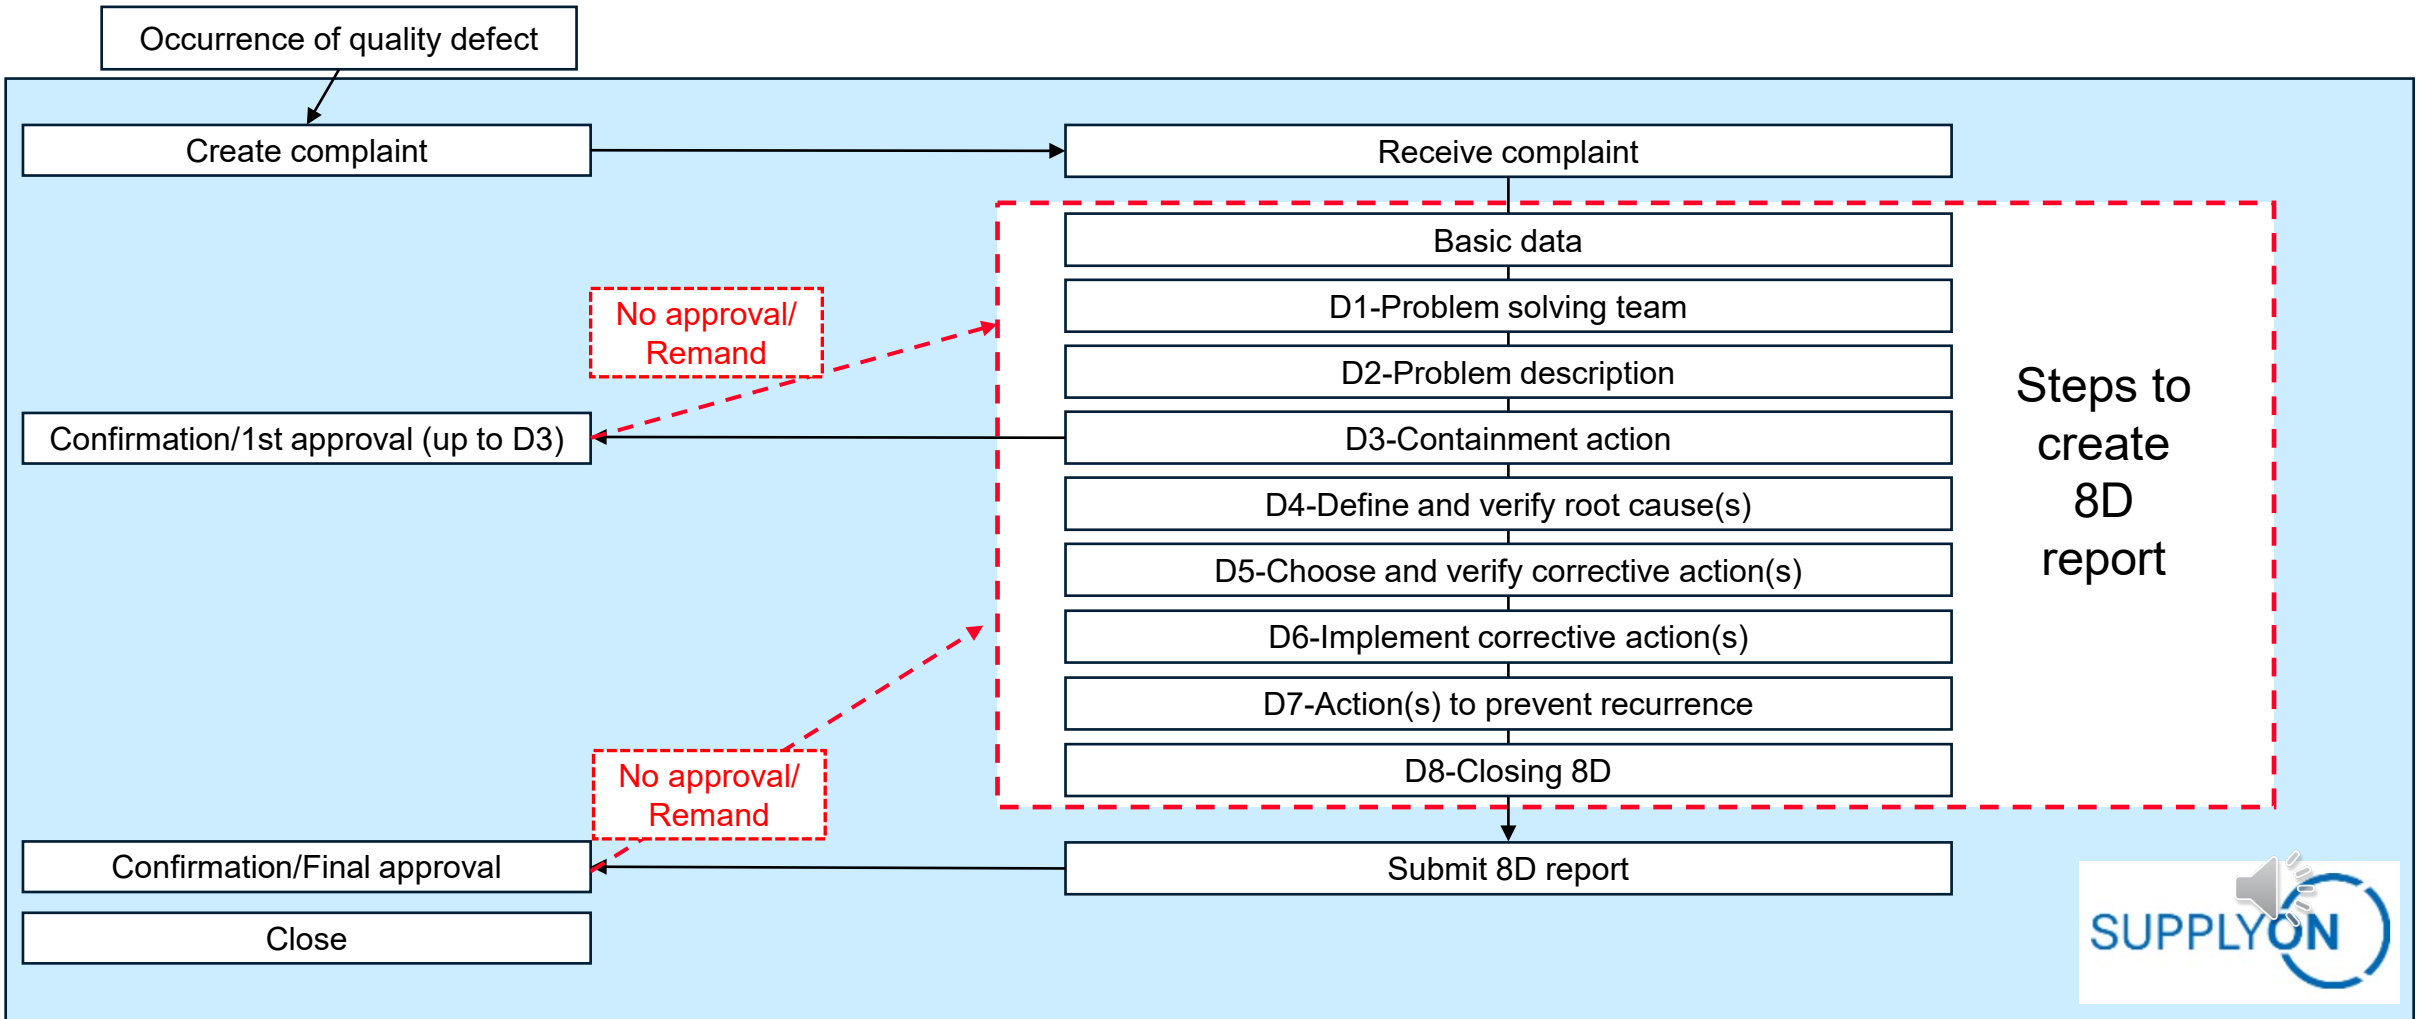 Occurrence of quality defect
Create complaint
Receive complaint
Basic data
D1-Problem solving team
No approval/
Remand
D2-Problem description
Confirmation/1st approval (up to D3)
D3-Containment action
D4-Define and verify root cause(s)
D5-Choose and verify corrective action(s)
D6-Implement corrective action(s)
D7-Action(s) to prevent recurrence
D8-Closing 8D
Steps to
create
8D
report
No approval/
Remand
Confirmation/Final approval
Submit 8D report
Close
SUPPLYON